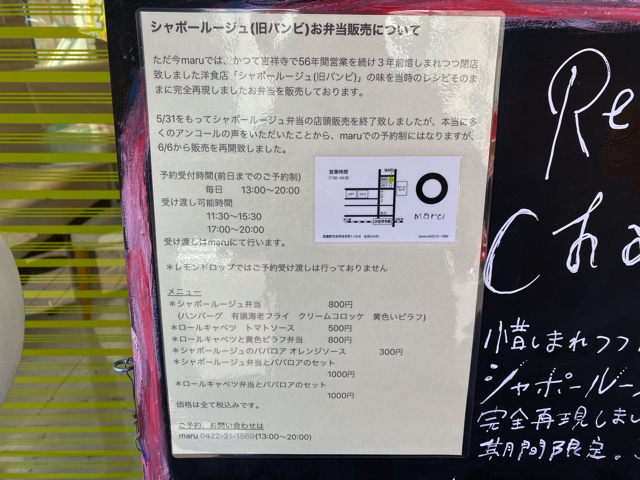 シャポールージュ(旧バンビ)お弁当販売について
ただ今maruでは、かつて吉祥寺で56年間営業を続け3年前惜しまれつつ閉店
致しました洋食店「シャポールージュ(旧バンビ)」の味を当時のレシピそのま
まに完全再現しましたお弁当を販売しております。
5/31をもってシャポールージュ弁当の店頭販売を終了致しましたが、本当に多
くのアンコールの声をいただいたことから、maruでの予約制にはなりますが、
6/6から販売を再開致しました。
予約受付時間(前日までのご予約制)
毎日 13:00〜20:00
受け渡し可能時間
11:30〜15:30
17:00〜20:00
受け渡しはmaruにて行います。
営業時間
MARU
maru
*レモンドロップではご予約受け渡しは行っておりません
メニュー
*シャポールージュ弁当 800円
(ハンバーグ 有頭海老フライ クリームコロッケ 黄色いピラフ)
*ロールキャベツ トマトソース 500円
*ロールキャベツと黄色ピラフ弁当 800円
*シャポールージュのババロア オレンジソース 300円
*シャポールージュ弁当とババロアのセット
1000円
*ロールキャベツ弁当とババロアのセット
1000円
価格は全て税込みです。
ご予約、お問い合わせは
maru 0422-21-1569(13:00〜20:00)
Re
Cha
惜しまれつつ
シャポールー
完全再現しま
期間限定。